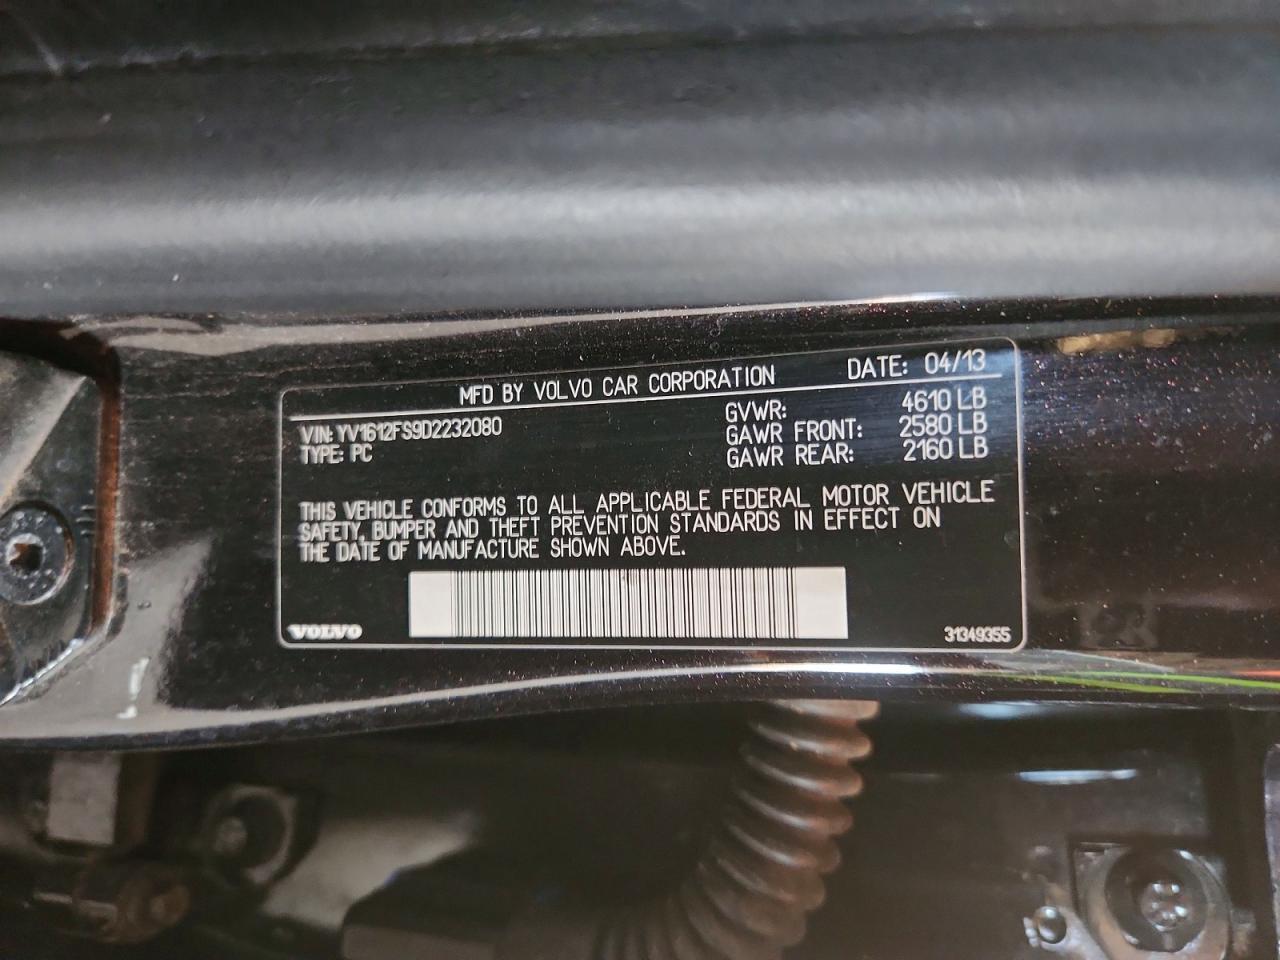 MFD BY VOLVO CAR CORPORATION DATE: 04/13
VIN: YV1612FS9D2232080 GVWR: 4610 LB
TYPE: PC GAWR FRONT: 2580 LB
GAWR REAR: 2160 LB
THIS VEHICLE CONFORMS TO ALL APPLICABLE FEDERAL MOTOR VEHICLE
SAFETY, BUMPER AND THEFT PREVENTION STANDARDS IN EFFECT ON
THE DATE OF MANUFACTURE SHOWN ABOVE.
VOLVO 31349355